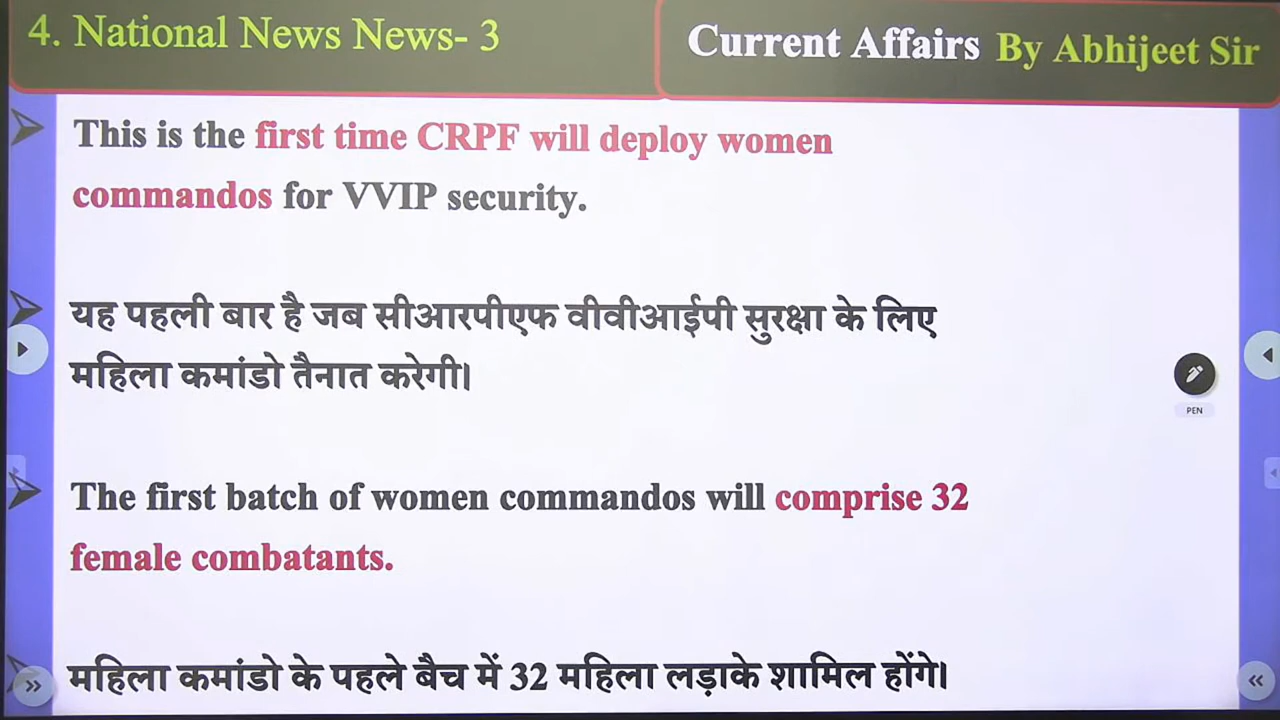 4. National News News- 3
Current Affairs By Abhijeet Sir
This is the first time CRPF will deploy women
commandos for VVIP security.
यह पहली बार है जब सीआरपीएफ वीवीआईपी सुरक्षा के लिए
महिला कमांडो तैनात करेगी।
PEN
The first batch of women commandos will comprise 32
female combatants.
महिला कमांडो के पहले बैच में 32 महिला लड़ाके शामिल होंगे।